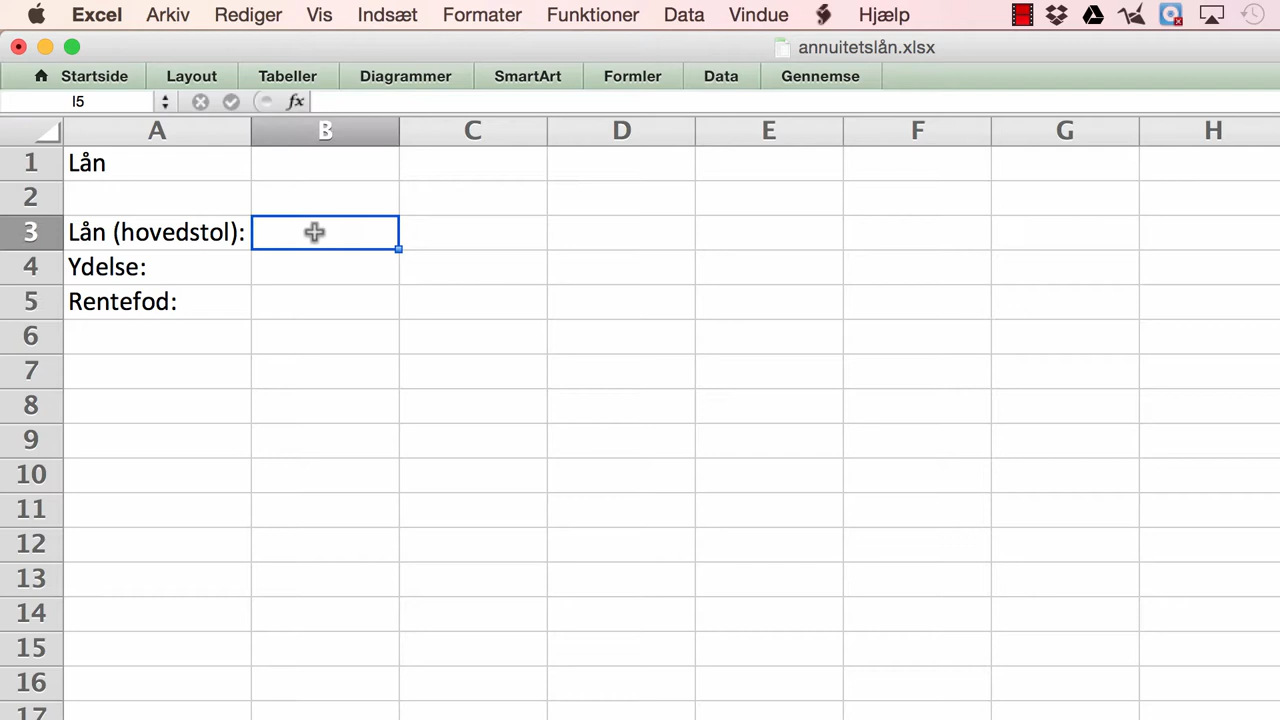 Excel Arkiv Rediger Vis Indsæt Formater Funktioner Data Vindue Hjælp
annuitetslån.xlsx
Startside Layout Tabeller Diagrammer SmartArt Formler Data Gennemse
I5 fx
A B C D E F G H
1 Lån
2
3 Lån (hovedstol):
4 Ydelse:
5 Rentefod:
6
7
8
9
10
11
12
13
14
15
16
17